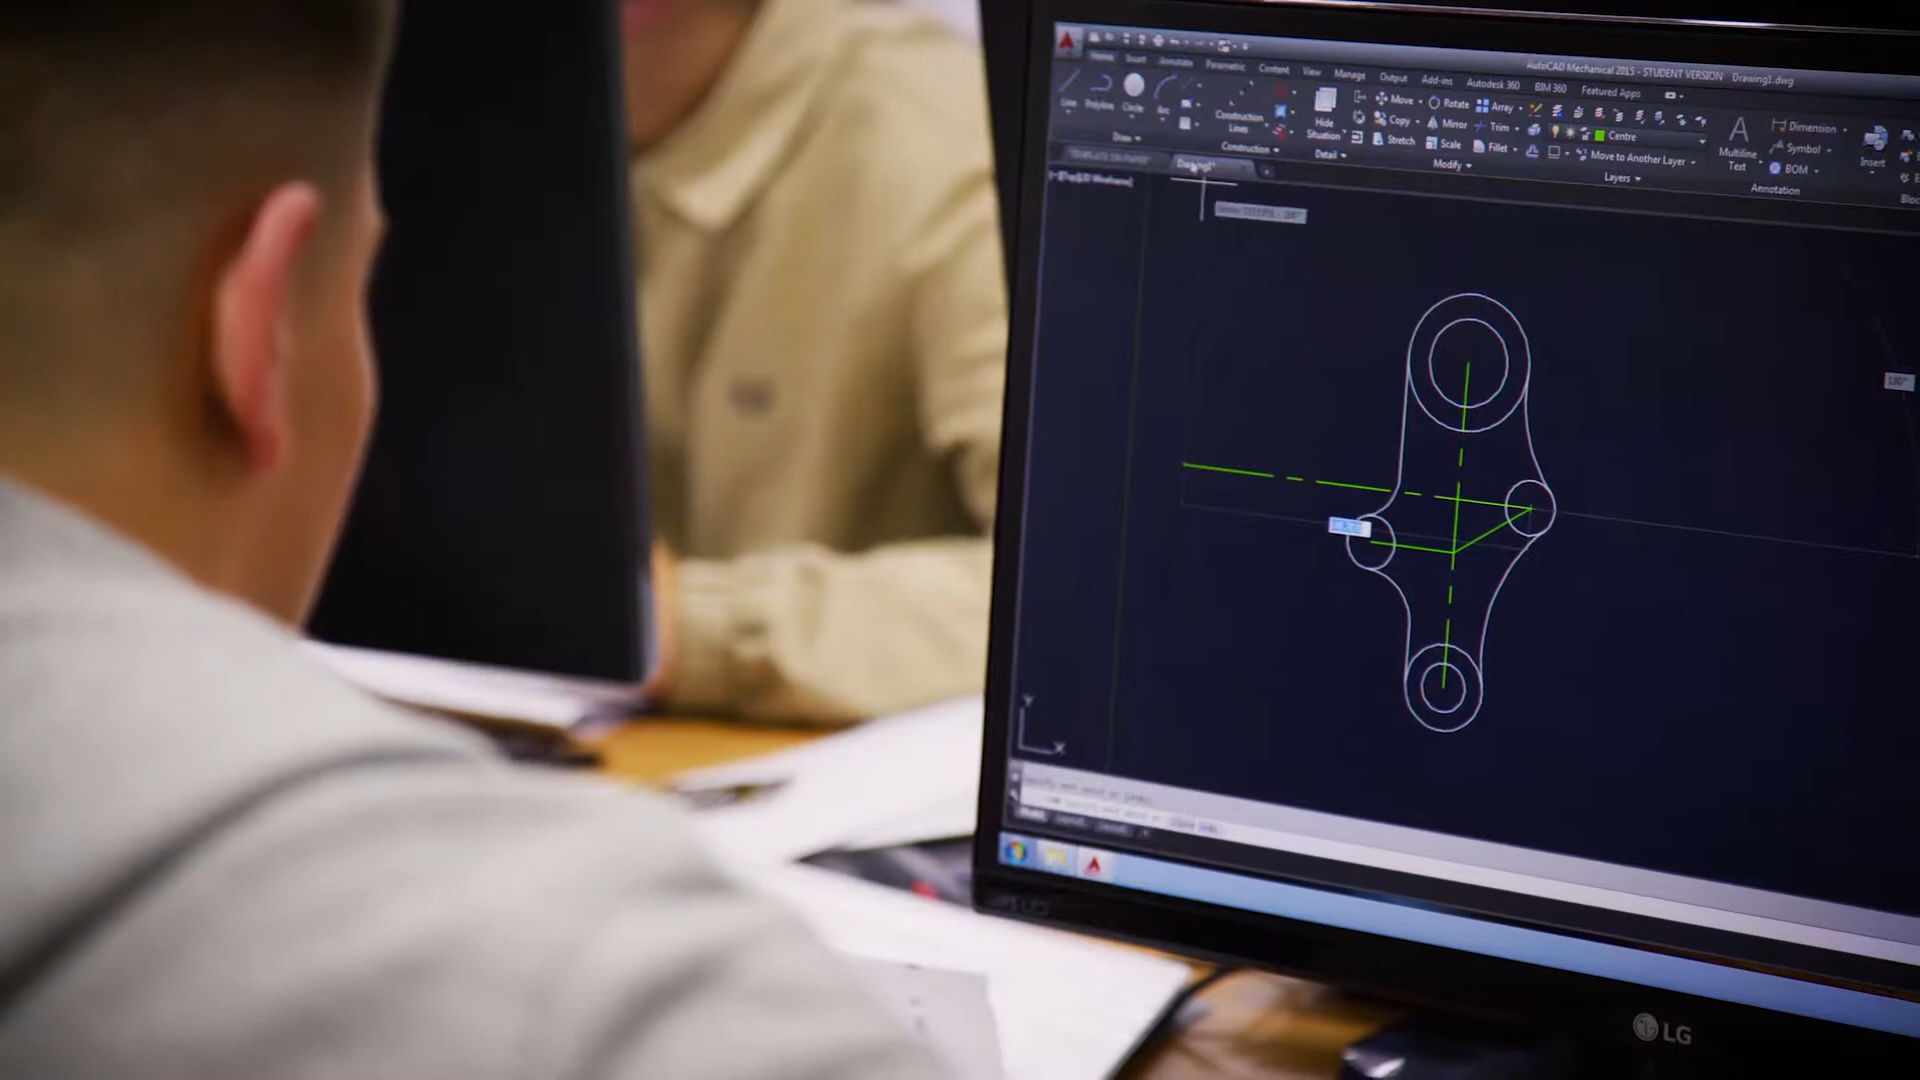 AutoCAD Mechanical 2015 - STUDENT VERSION Drawing1.dwg
Home Insert Annotate Parametric Content View Manage Output Add-ins Autodesk 360 BIM 360 Featured Apps
Line Polyline Circle Arc
Draw
Construction
Lines
Construction
Hide
Situation
Detail
Move Rotate Array
Copy Mirror Trim
Stretch Scale Fillet
Modify
Centre
Move to Another Layer
Layers
Multiline
Text
Dimension
Symbol
BOM
Annotation
Insert
Drawing1*
180°
Y
X
Model
LG